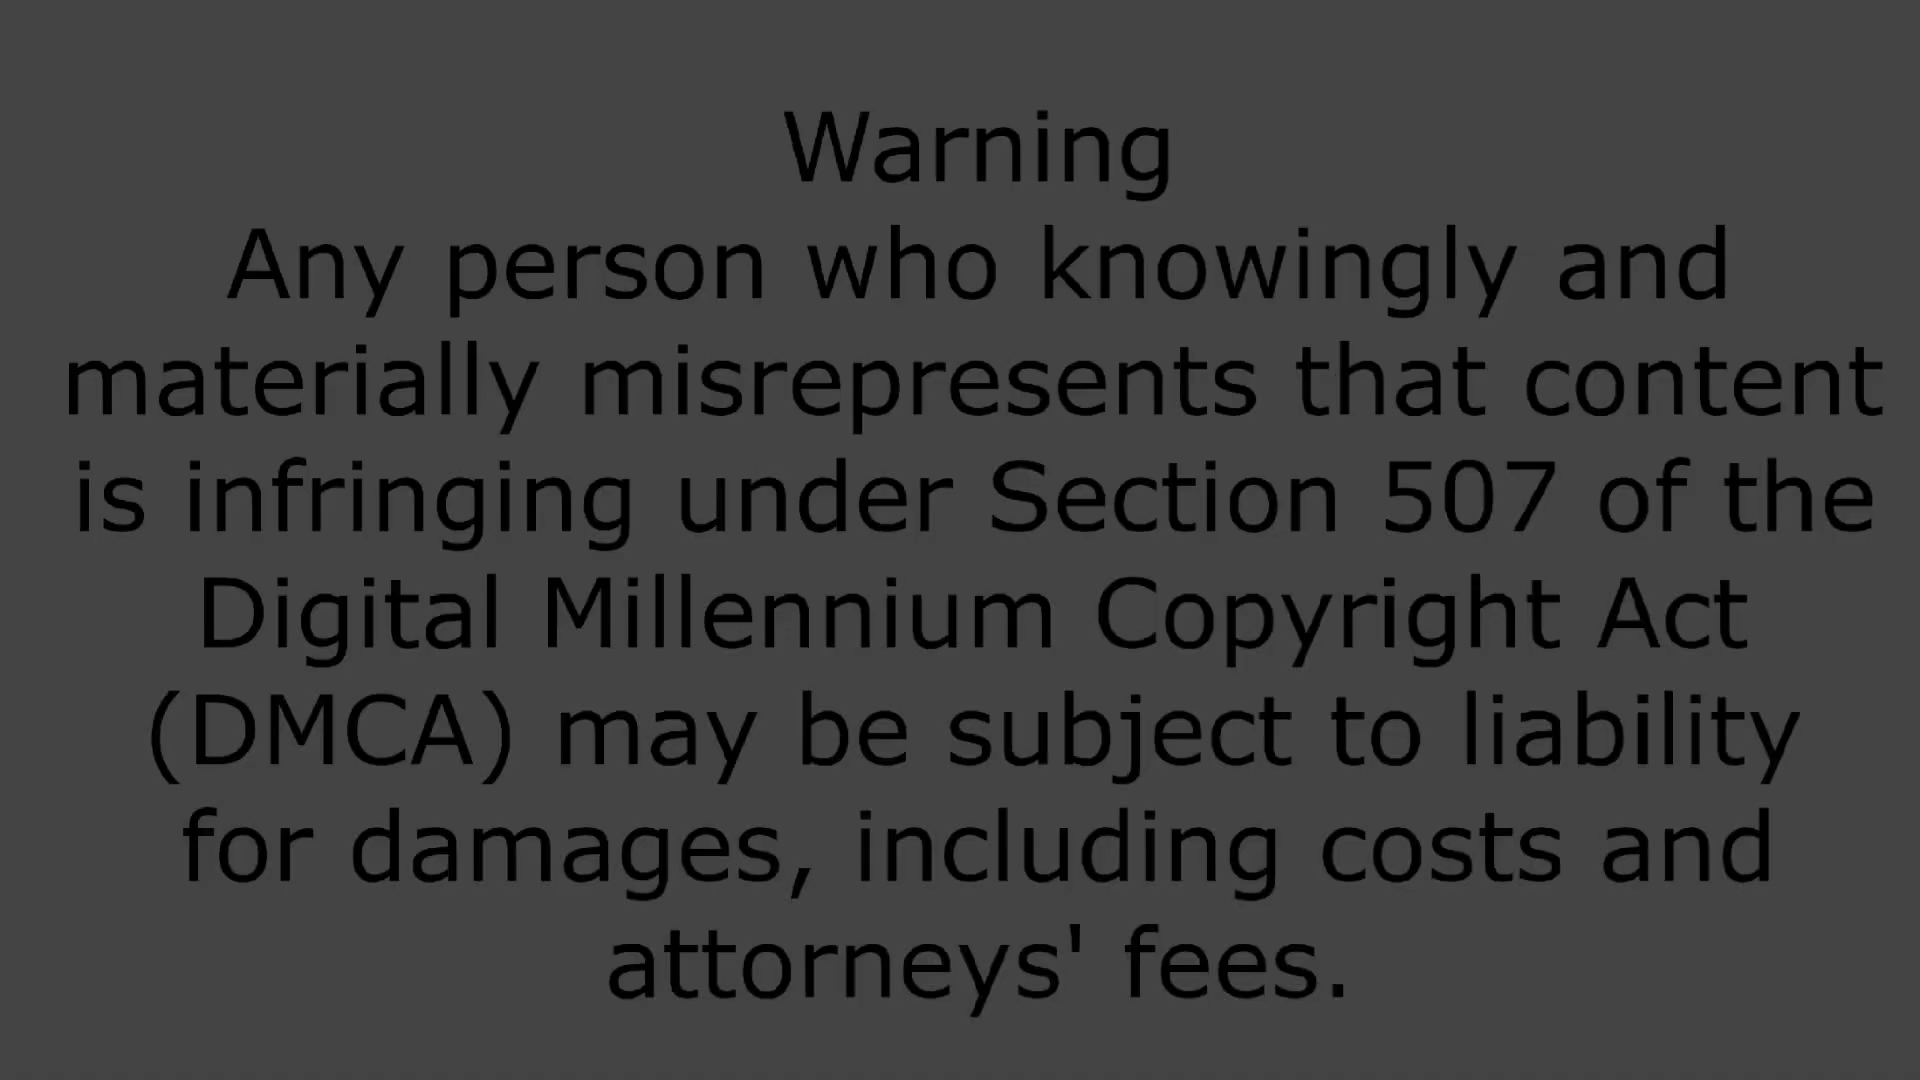 Warning
Any person who knowingly and
materially misrepresents that content
is infringing under Section 507 of the
Digital Millennium Copyright Act
(DMCA) may be subject to liability
for damages, including costs and
attorneys' fees.